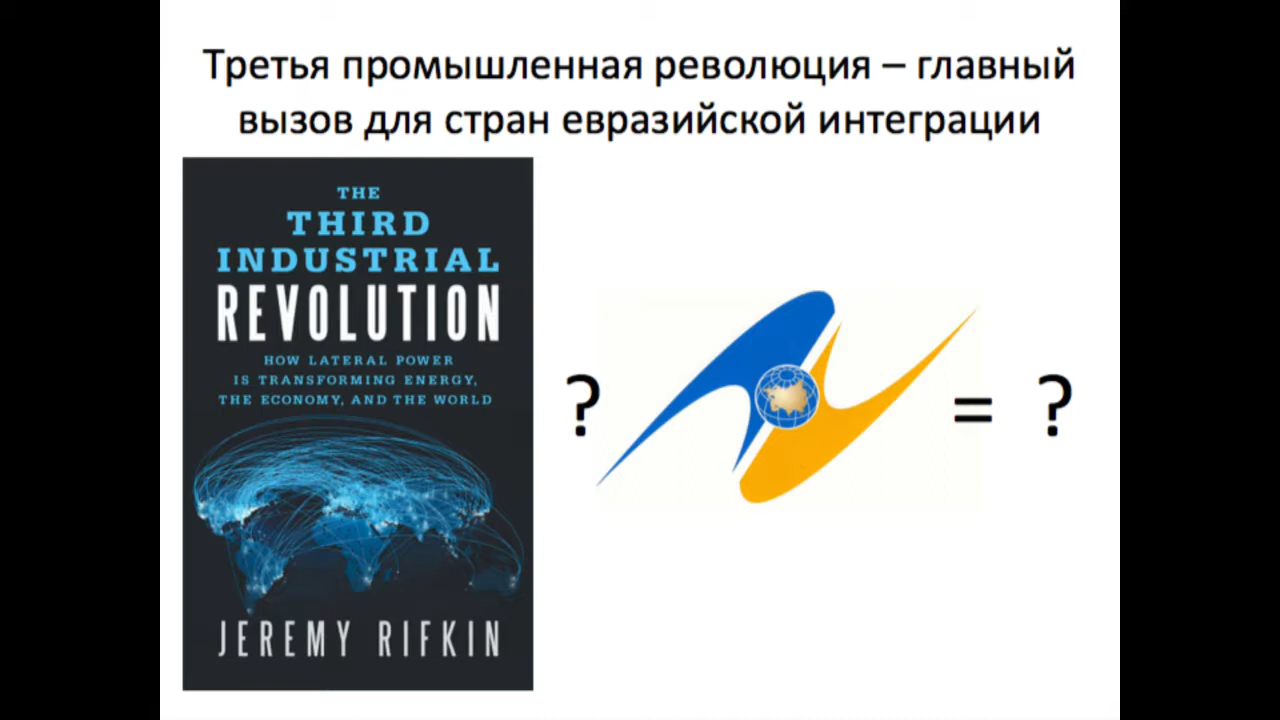 Третья промышленная революция – главный
вызов для стран евразийской интеграции
THE
THIRD
INDUSTRIAL
REVOLUTION
HOW LATERAL POWER
IS TRANSFORMING ENERGY,
THE ECONOMY, AND THE WORLD
JEREMY RIFKIN
? = ?